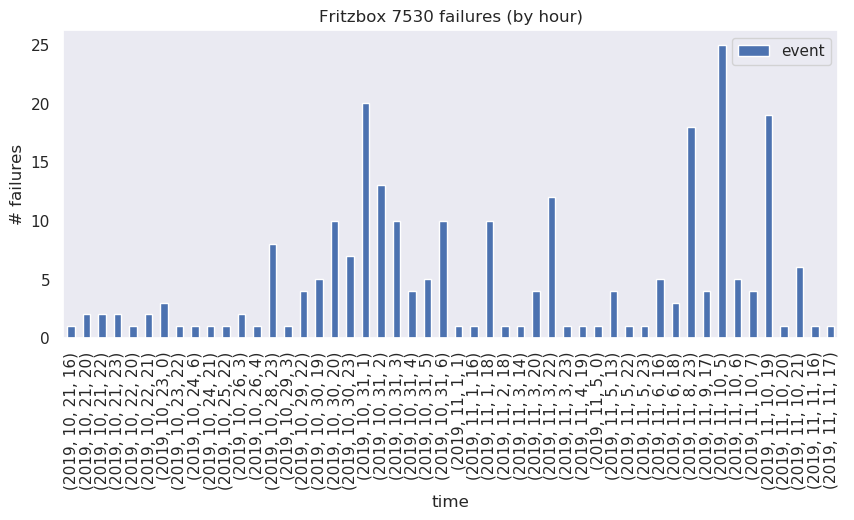 Fritzbox 7530 failures (by hour)
event
# failures
25
20
15
10
5
0
(2019, 10, 21, 16)
(2019, 10, 21, 20)
(2019, 10, 21, 22)
(2019, 10, 21, 23)
(2019, 10, 22, 20)
(2019, 10, 22, 21)
(2019, 10, 23, 0)
(2019, 10, 23, 22)
(2019, 10, 24, 6)
(2019, 10, 24, 21)
(2019, 10, 25, 22)
(2019, 10, 26, 3)
(2019, 10, 26, 4)
(2019, 10, 28, 23)
(2019, 10, 29, 3)
(2019, 10, 29, 22)
(2019, 10, 30, 19)
(2019, 10, 30, 20)
(2019, 10, 30, 23)
(2019, 10, 31, 1)
(2019, 10, 31, 2)
(2019, 10, 31, 3)
(2019, 10, 31, 4)
(2019, 10, 31, 5)
(2019, 10, 31, 6)
(2019, 11, 1, 1)
(2019, 11, 1, 16)
(2019, 11, 1, 18)
(2019, 11, 2, 18)
(2019, 11, 3, 14)
(2019, 11, 3, 20)
(2019, 11, 3, 22)
(2019, 11, 3, 23)
(2019, 11, 4, 19)
(2019, 11, 5, 0)
(2019, 11, 5, 13)
(2019, 11, 5, 22)
(2019, 11, 5, 23)
(2019, 11, 6, 16)
(2019, 11, 6, 18)
(2019, 11, 8, 23)
(2019, 11, 9, 17)
(2019, 11, 10, 5)
(2019, 11, 10, 6)
(2019, 11, 10, 7)
(2019, 11, 10, 19)
(2019, 11, 10, 20)
(2019, 11, 10, 21)
(2019, 11, 11, 16)
(2019, 11, 11, 17)
time